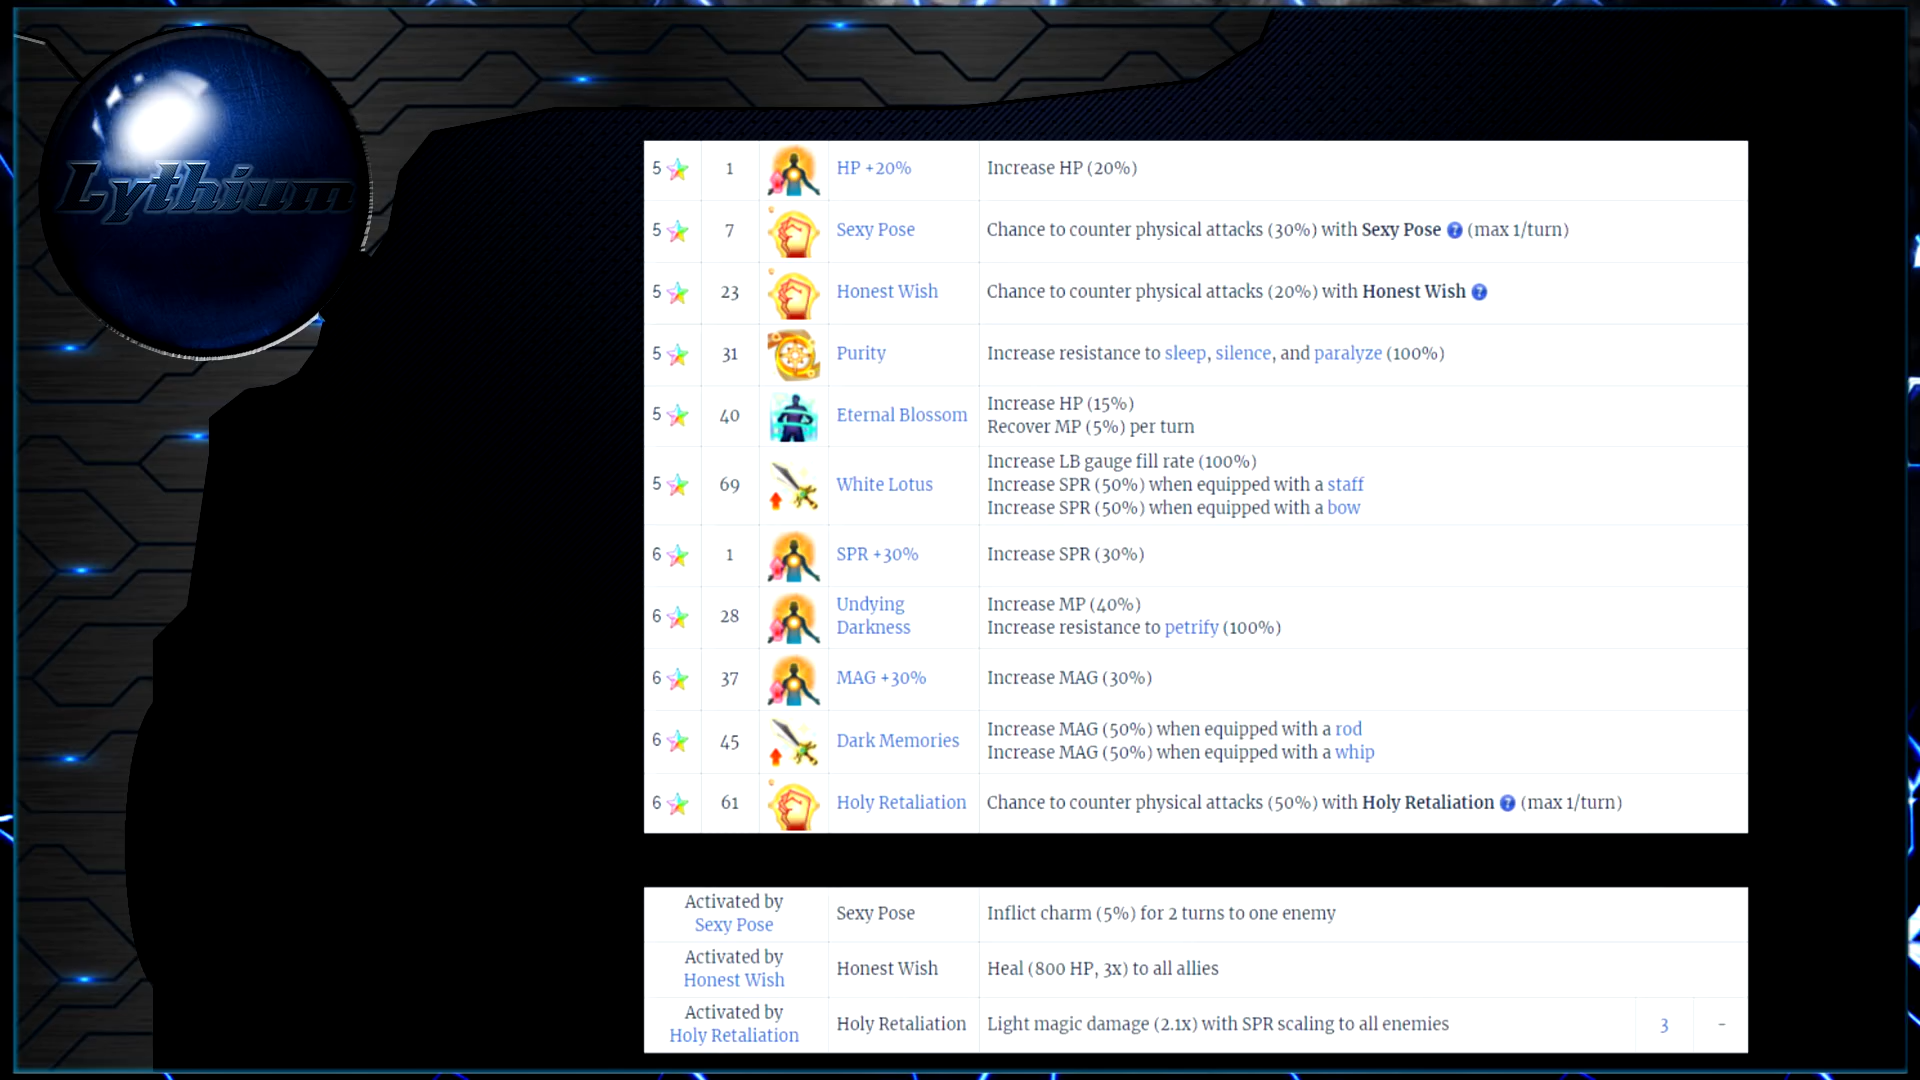 Lythium
5 1 HP +20% Increase HP (20%)
5 7 Sexy Pose Chance to counter physical attacks (30%) with Sexy Pose ? (max 1/turn)
5 23 Honest Wish Chance to counter physical attacks (20%) with Honest Wish ?
5 31 Purity Increase resistance to sleep, silence, and paralyze (100%)
5 40 Eternal Blossom Increase HP (15%)
Recover MP (5%) per turn
5 69 White Lotus Increase LB gauge fill rate (100%)
Increase SPR (50%) when equipped with a staff
Increase SPR (50%) when equipped with a bow
6 1 SPR +30% Increase SPR (30%)
6 28 Undying Darkness Increase MP (40%)
Increase resistance to petrify (100%)
6 37 MAG +30% Increase MAG (30%)
6 45 Dark Memories Increase MAG (50%) when equipped with a rod
Increase MAG (50%) when equipped with a whip
6 61 Holy Retaliation Chance to counter physical attacks (50%) with Holy Retaliation ? (max 1/turn)
Activated by Sexy Pose Sexy Pose Inflict charm (5%) for 2 turns to one enemy
Activated by Honest Wish Honest Wish Heal (800 HP, 3x) to all allies
Activated by Holy Retaliation Holy Retaliation Light magic damage (2.1x) with SPR scaling to all enemies 3 -